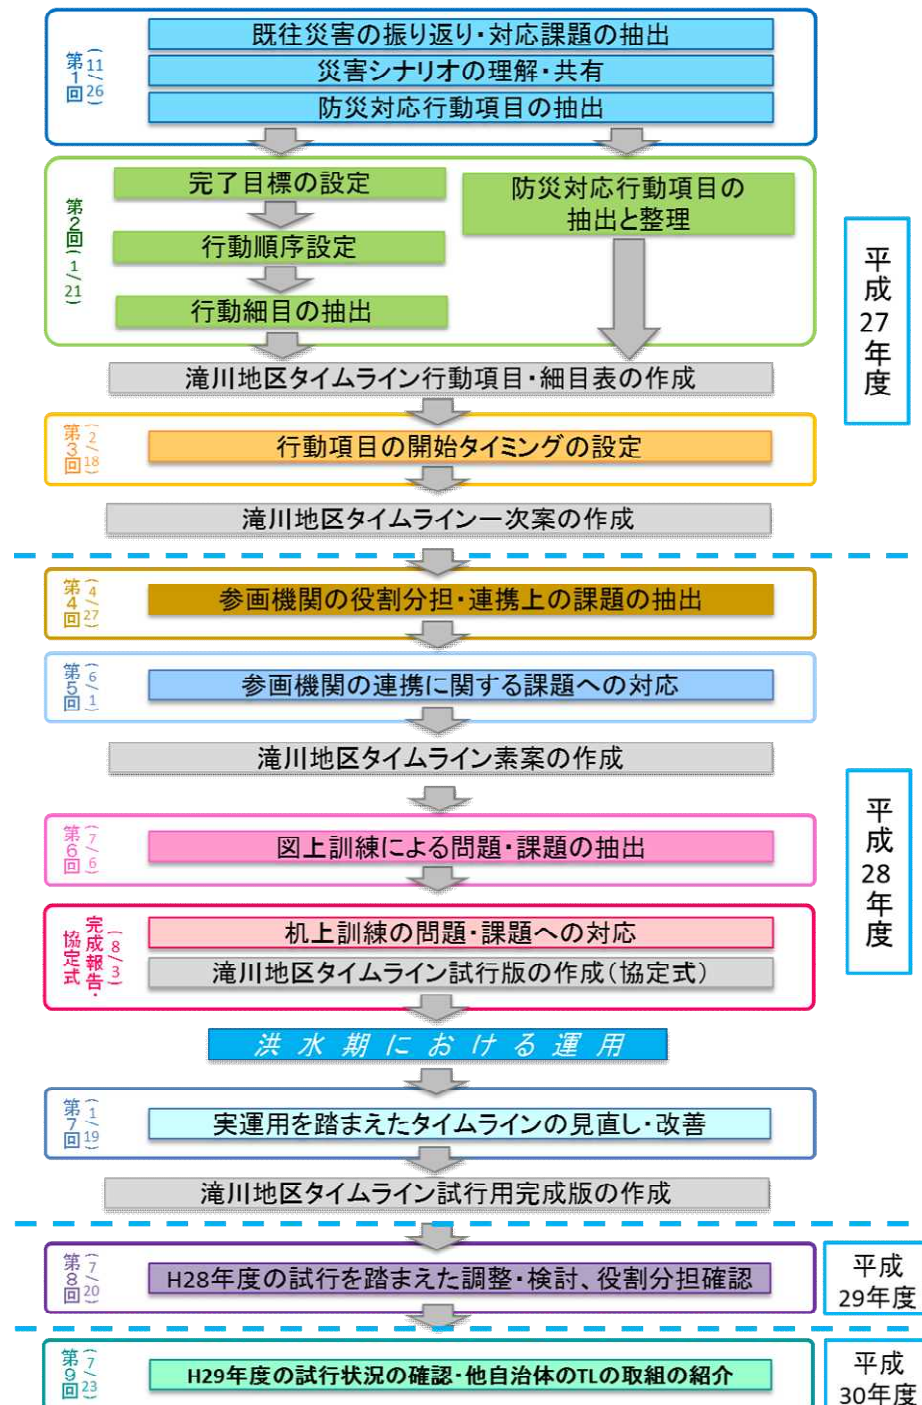 第1回(11/26)
既往災害の振り返り・対応課題の抽出
災害シナリオの理解・共有
防災対応行動項目の抽出
第2回(1/21)
完了目標の設定
行動順序設定
行動細目の抽出
防災対応行動項目の
抽出と整理
平成27年度
滝川地区タイムライン行動項目・細目表の作成
第3回(2/18)
行動項目の開始タイミングの設定
滝川地区タイムライン一次案の作成
第4回(4/27)
参画機関の役割分担・連携上の課題の抽出
第5回(6/1)
参画機関の連携に関する課題への対応
滝川地区タイムライン素案の作成
平成28年度
第6回(7/6)
図上訓練による問題・課題の抽出
完成報告・
協定式
(8/3)
机上訓練の問題・課題への対応
滝川地区タイムライン試行版の作成(協定式)
洪水期における運用
第7回(1/19)
実運用を踏まえたタイムラインの見直し・改善
滝川地区タイムライン試行用完成版の作成
第8回(7/20)
H28年度の試行を踏まえた調整・検討、役割分担確認
平成
29年度
第9回(7/23)
H29年度の試行状況の確認・他自治体のTLの取組の紹介
平成
30年度